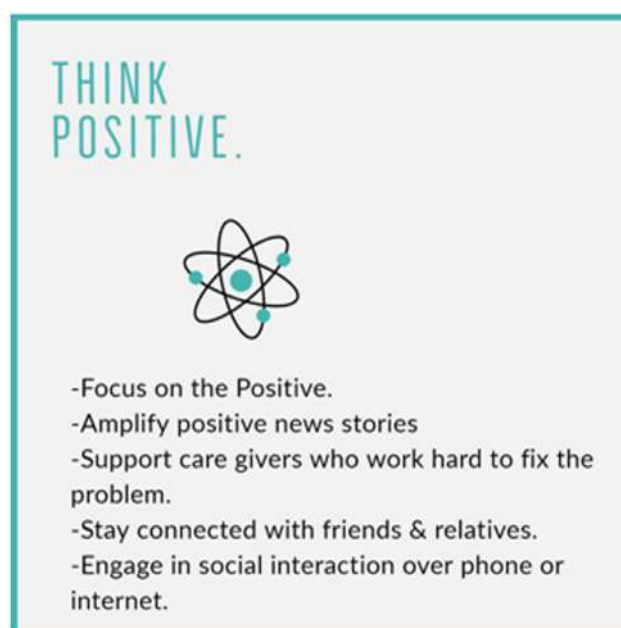 THINK
POSITIVE.
-Focus on the Positive.
-Amplify positive news stories
-Support care givers who work hard to fix the
problem.
-Stay connected with friends & relatives.
-Engage in social interaction over phone or
internet.